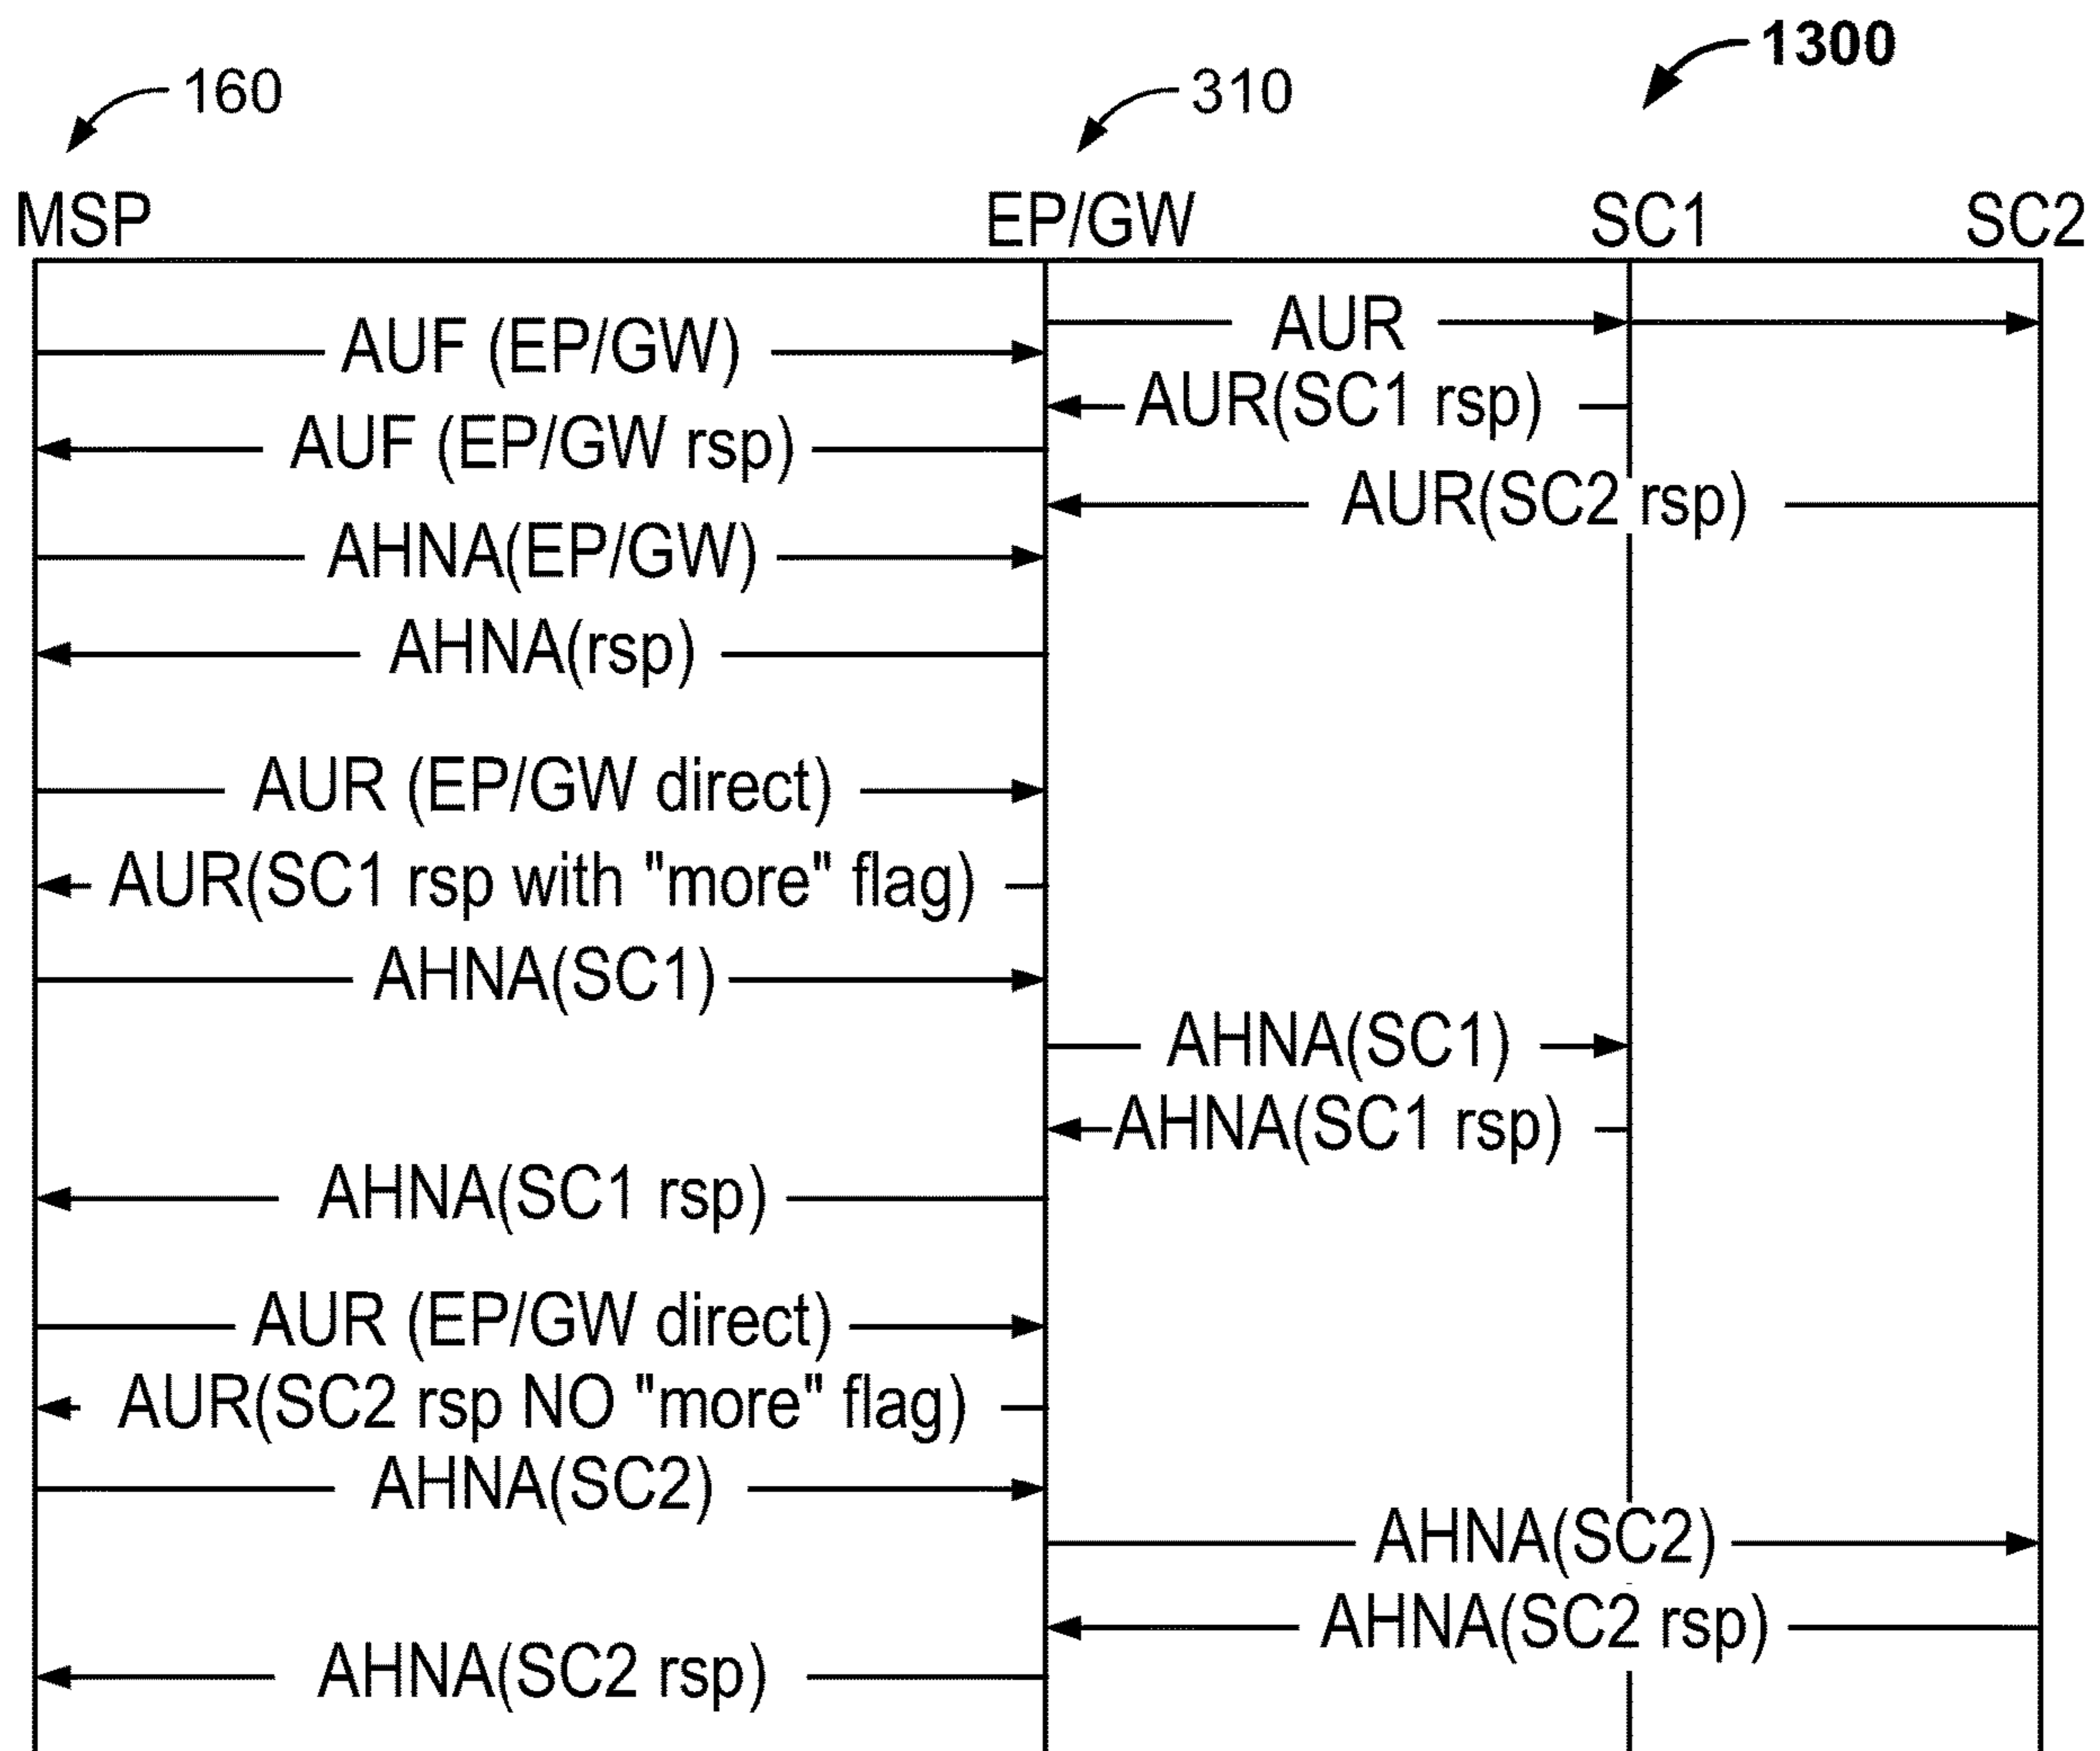 1300
160
310
MSP
EP/GW
SC1
SC2
AUR
AUF (EP/GW)
AUR(SC1 rsp)
AUF (EP/GW rsp)
AUR(SC2 rsp)
AHNA(EP/GW)
AHNA(rsp)
AUR (EP/GW direct)
AUR(SC1 rsp with "more" flag)
AHNA(SC1)
AHNA(SC1)
AHNA(SC1 rsp)
AHNA(SC1 rsp)
AUR (EP/GW direct)
AUR(SC2 rsp NO "more" flag)
AHNA(SC2)
AHNA(SC2)
AHNA(SC2 rsp)
AHNA(SC2 rsp)